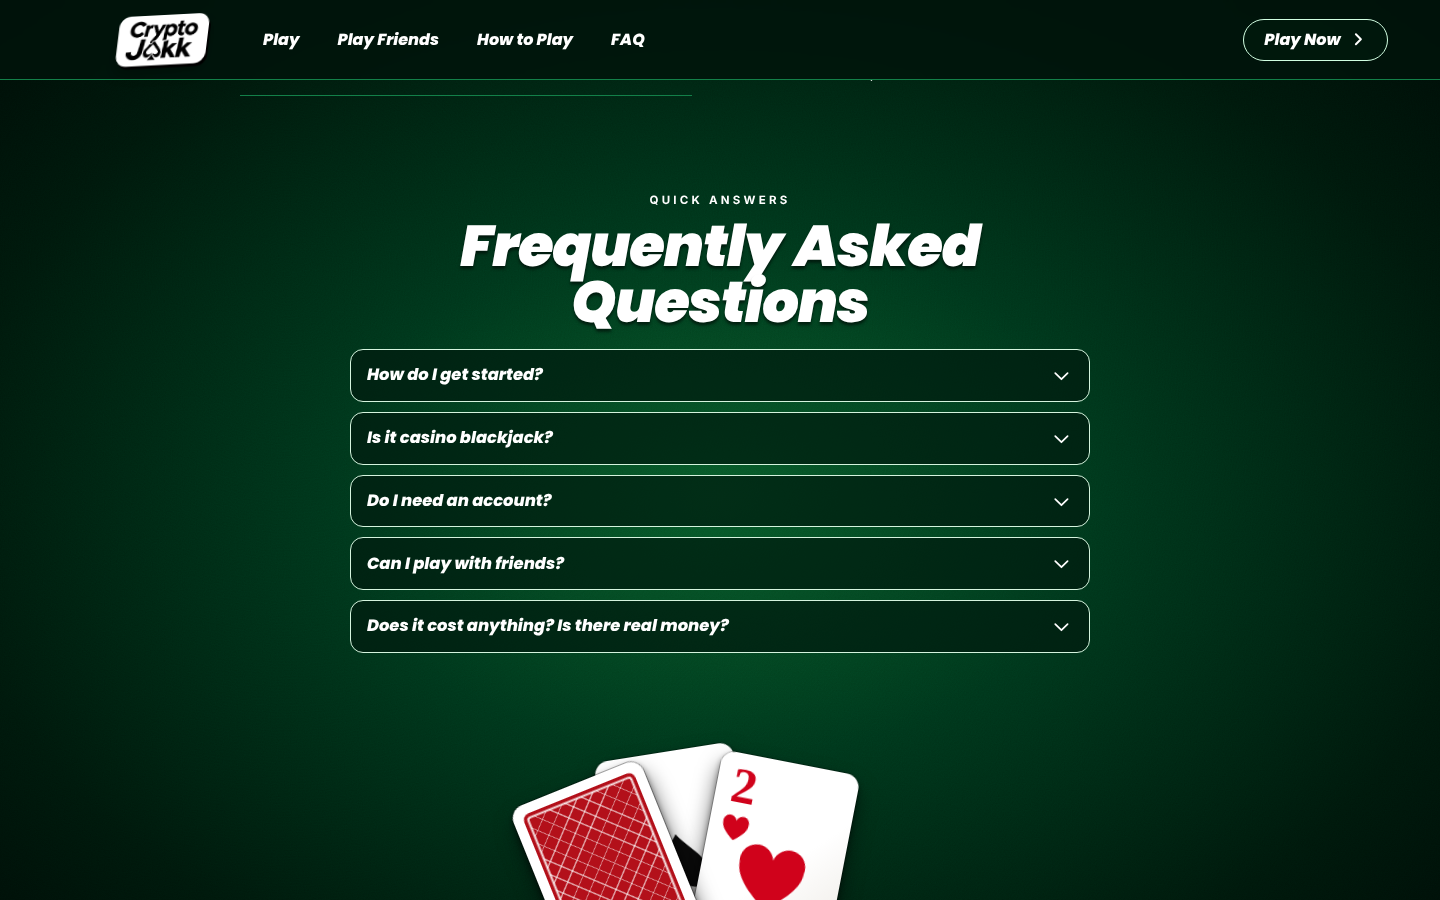 Crypto
Jokk
Play
Play Friends
How to Play
FAQ
Play Now
QUICK ANSWERS
Frequently Asked
Questions
How do I get started?
Is it casino blackjack?
Do I need an account?
Can I play with friends?
Does it cost anything? Is there real money?
2